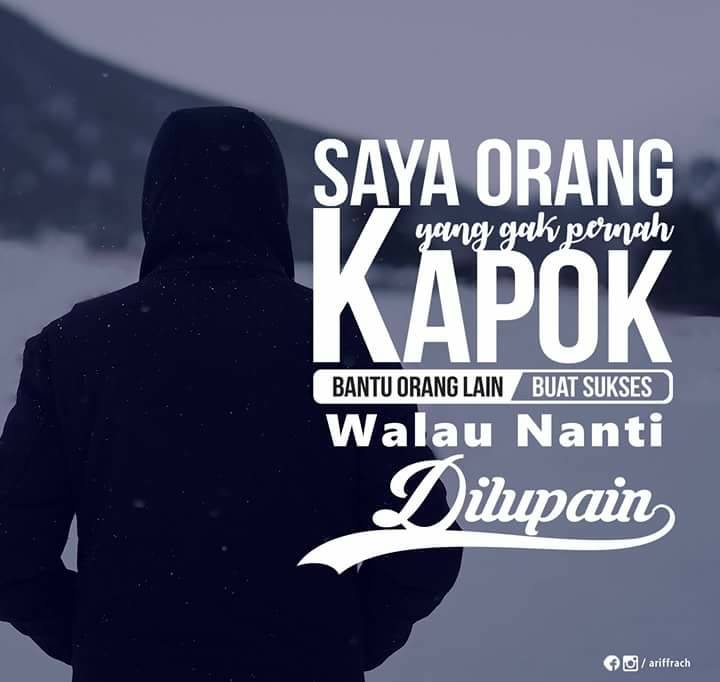 SAYA ORANG
yang gak pernah
KAPOK
BANTU ORANG LAIN / BUAT SUKSES
Walau Nanti
Dilupain
/ ariffrach